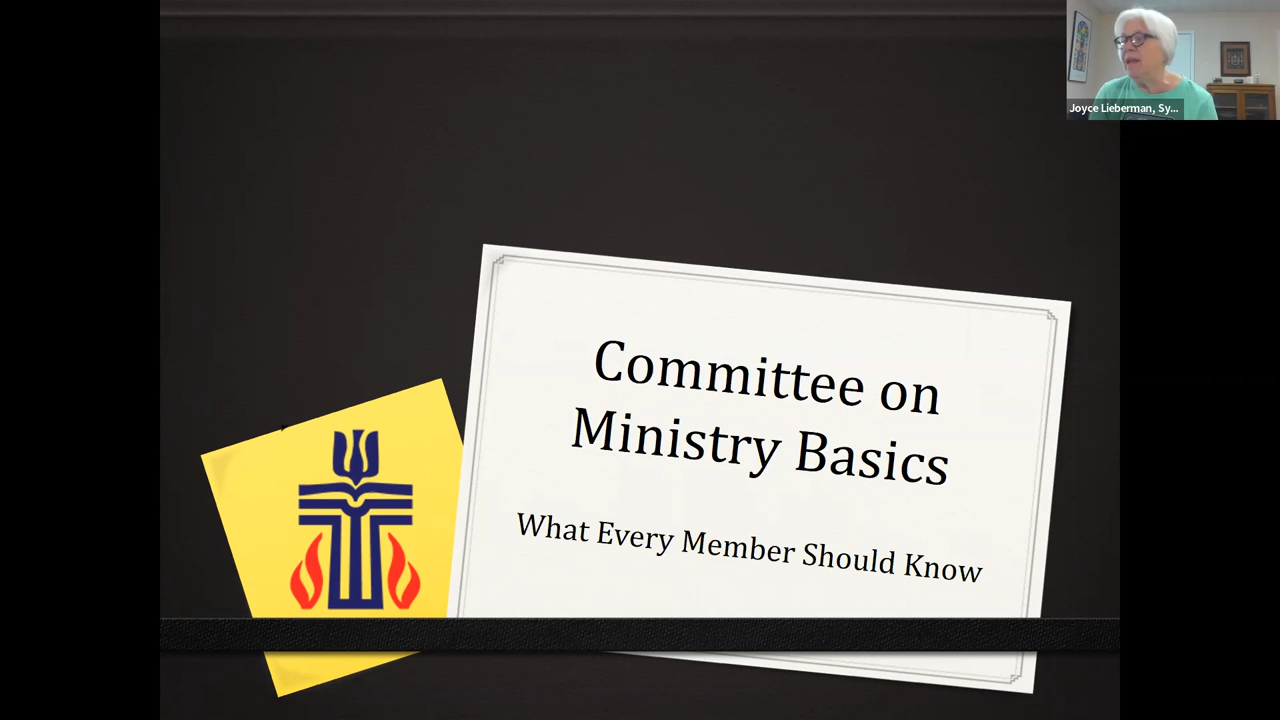 Joyce Lieberman, Sy...
Committee on
Ministry Basics
What Every Member Should Know